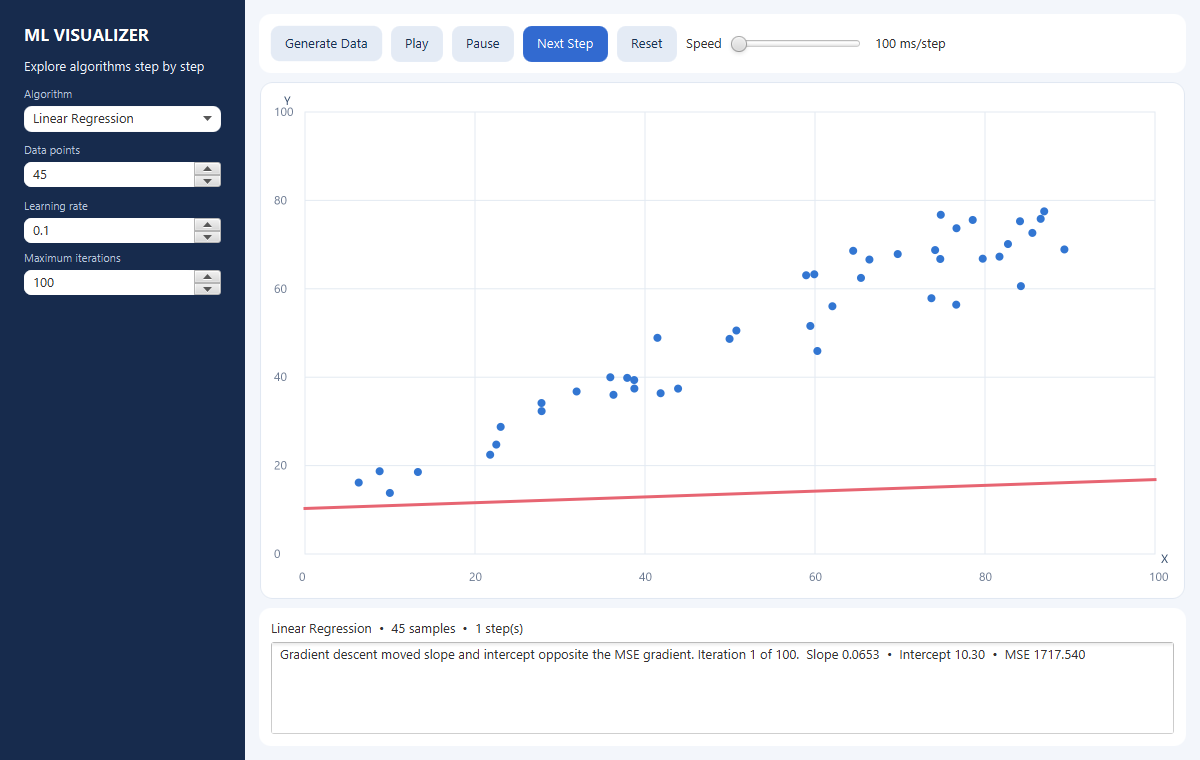 ML VISUALIZER
Explore algorithms step by step
Algorithm
Linear Regression
Data points
45
Learning rate
0.1
Maximum iterations
100
Generate Data
Play
Pause
Next Step
Reset
Speed
100 ms/step
Y
100
80
60
40
20
0
X
0
20
40
60
80
100
Linear Regression • 45 samples • 1 step(s)
Gradient descent moved slope and intercept opposite the MSE gradient. Iteration 1 of 100. Slope 0.0653 • Intercept 10.30 • MSE 1717.540